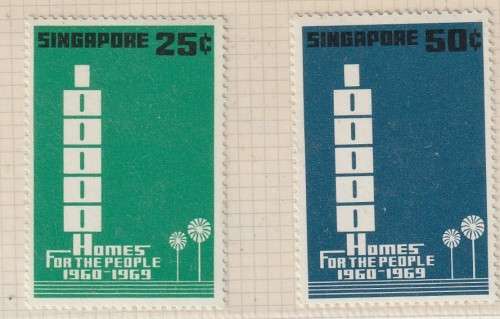 SINGAPORE 25¢
Homes
FOR THE PEOPLE
1960-1969
SINGAPORE 50¢
Homes
FOR THE PEOPLE
1960-1969